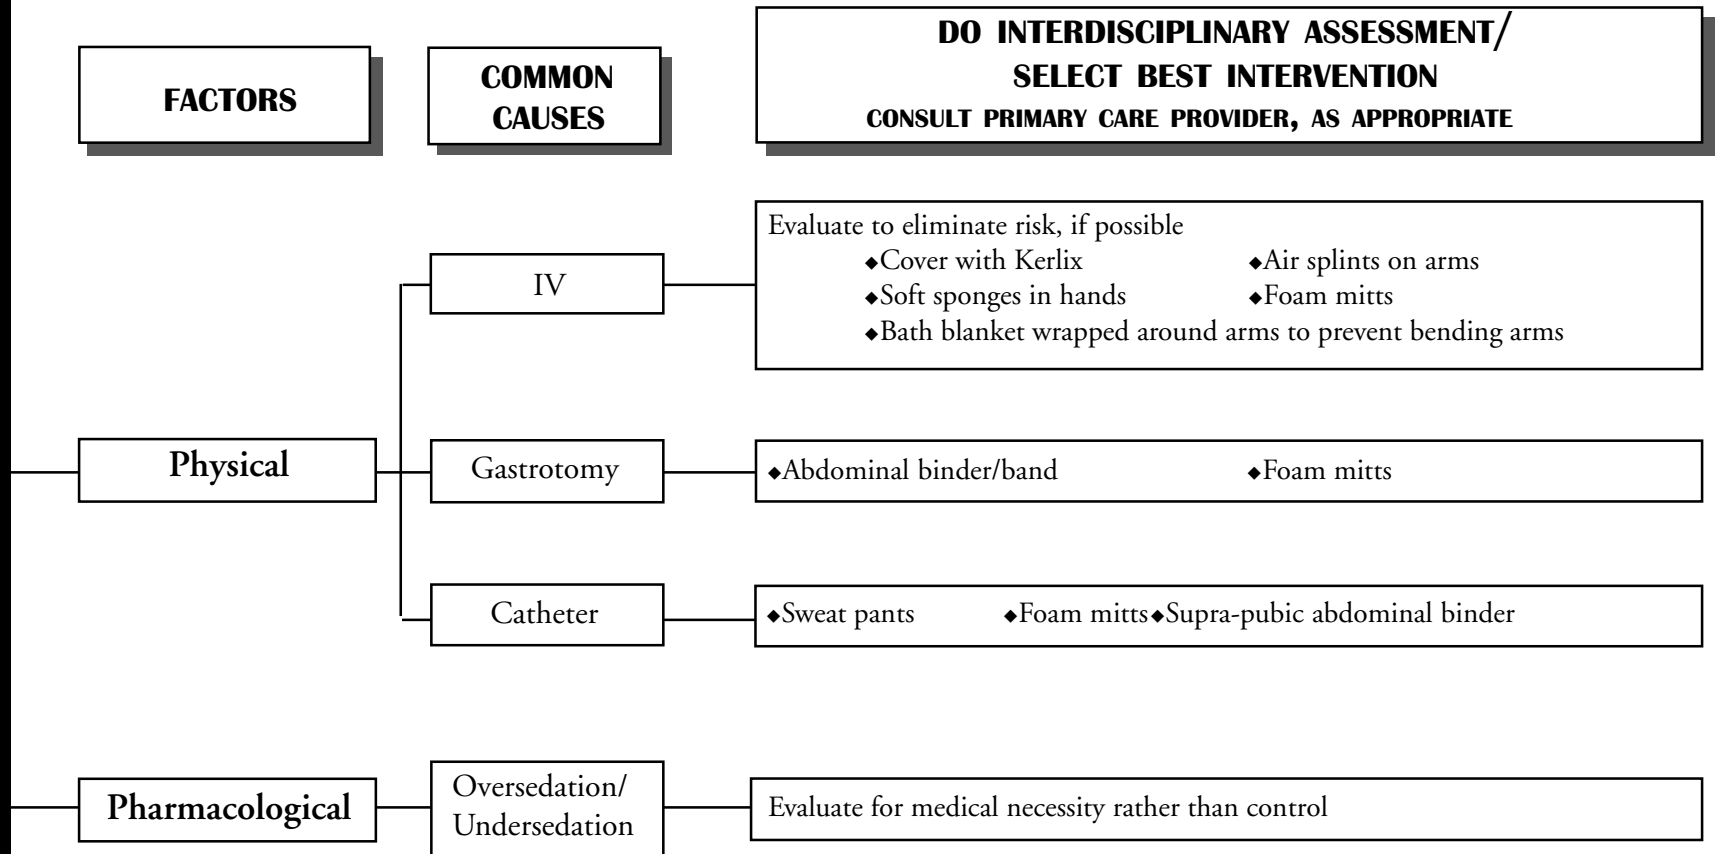 FACTORS
COMMON
CAUSES
DO INTERDISCIPLINARY ASSESSMENT/
SELECT BEST INTERVENTION
CONSULT PRIMARY CARE PROVIDER, AS APPROPRIATE
Physical
IV
Evaluate to eliminate risk, if possible
◆Cover with Kerlix ◆Air splints on arms
◆Soft sponges in hands ◆Foam mitts
◆Bath blanket wrapped around arms to prevent bending arms
Gastrotomy
◆Abdominal binder/band ◆Foam mitts
Catheter
◆Sweat pants ◆Foam mitts◆Supra-pubic abdominal binder
Pharmacological
Oversedation/
Undersedation
Evaluate for medical necessity rather than control